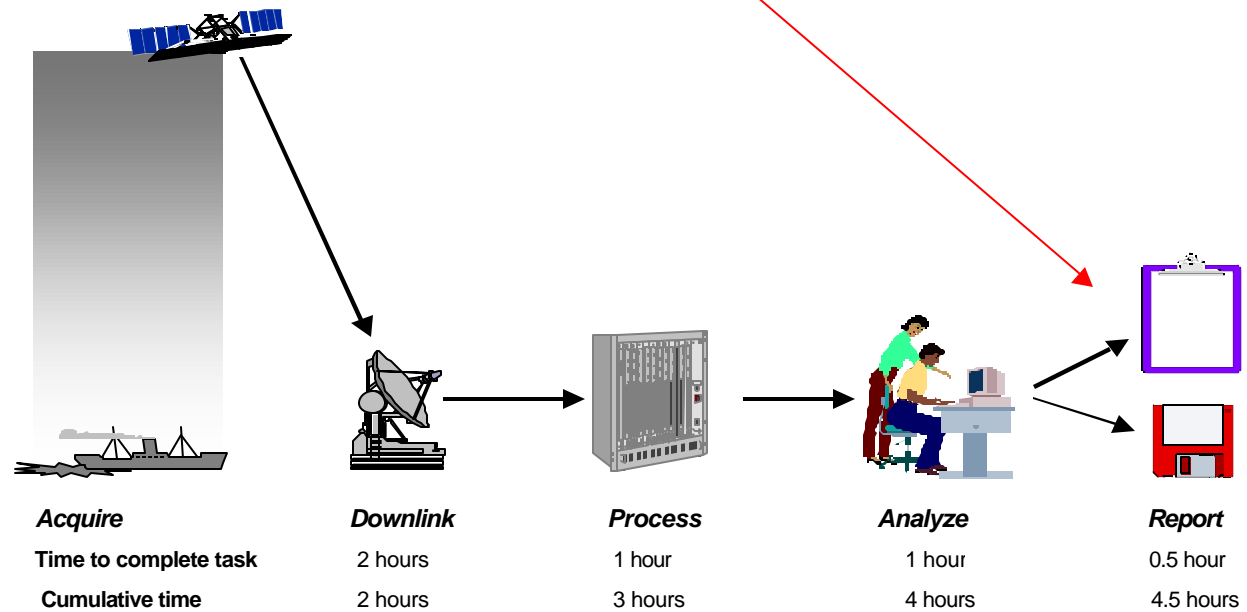 Acquire Downlink Process Analyze Report
Time to complete task 2 hours 1 hour 1 hour 0.5 hour
Cumulative time 2 hours 3 hours 4 hours 4.5 hours